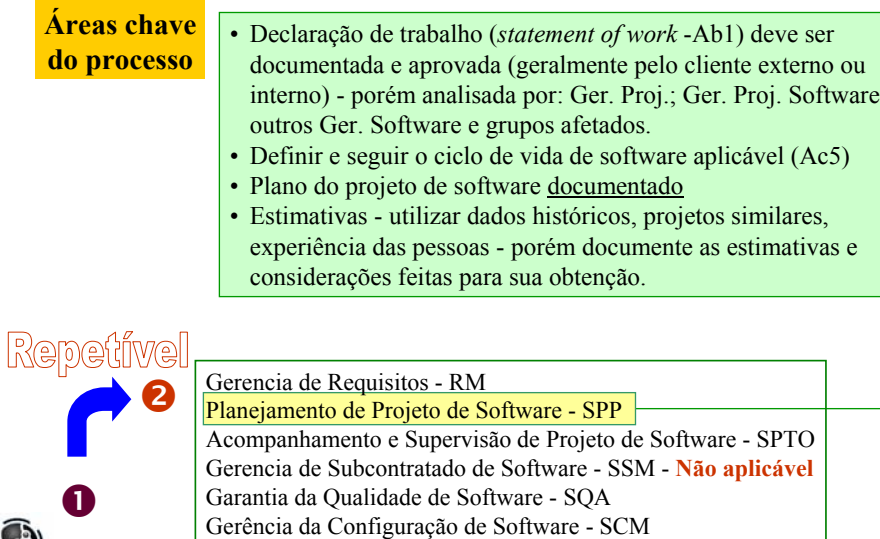 Áreas chave
do processo
• Declaração de trabalho (statement of work -Ab1) deve ser
documentada e aprovada (geralmente pelo cliente externo ou
interno) - porém analisada por: Ger. Proj.; Ger. Proj. Software
outros Ger. Software e grupos afetados.
• Definir e seguir o ciclo de vida de software aplicável (Ac5)
• Plano do projeto de software documentado
• Estimativas - utilizar dados históricos, projetos similares,
experiência das pessoas - porém documente as estimativas e
considerações feitas para sua obtenção.
Repetível
2
1
Gerencia de Requisitos - RM
Planejamento de Projeto de Software - SPP
Acompanhamento e Supervisão de Projeto de Software - SPTO
Gerencia de Subcontratado de Software - SSM - Não aplicável
Garantia da Qualidade de Software - SQA
Gerência da Configuração de Software - SCM